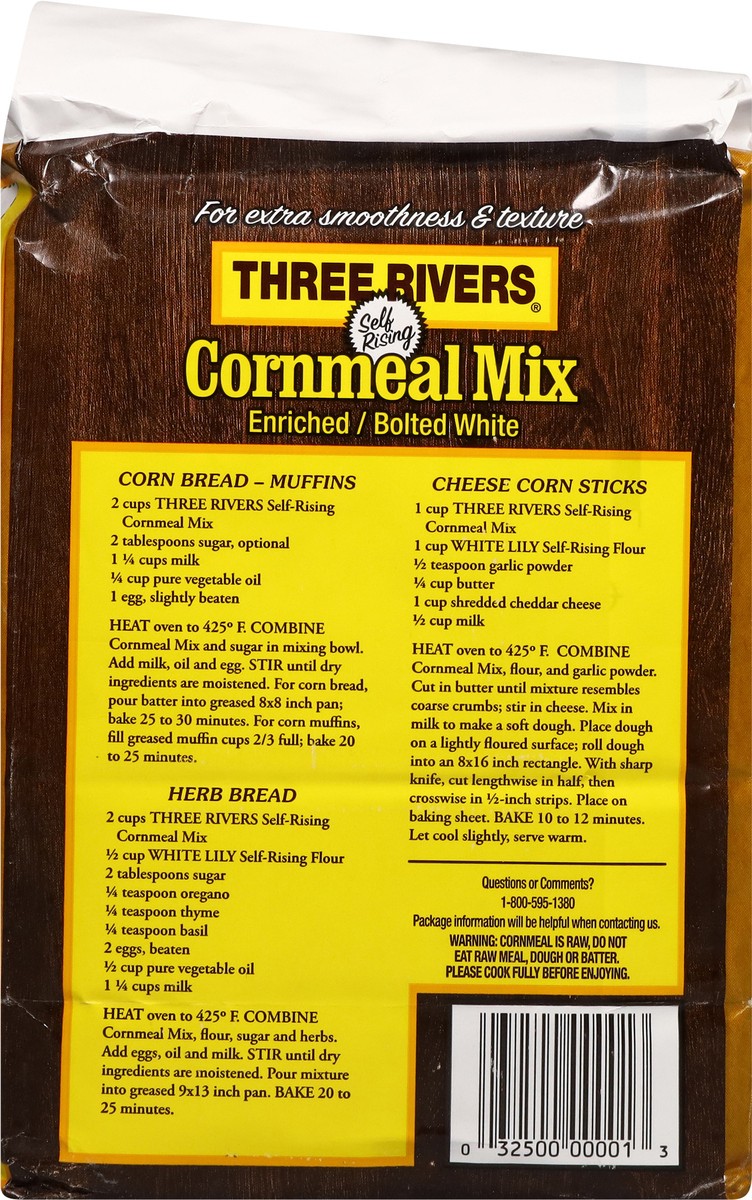 For extra smoothness & texture
THREE RIVERS®
Self
Rising
Cornmeal Mix
Enriched / Bolted White
CORN BREAD – MUFFINS
2 cups THREE RIVERS Self-Rising
Cornmeal Mix
2 tablespoons sugar, optional
1 ¼ cups milk
¼ cup pure vegetable oil
1 egg, slightly beaten
HEAT oven to 425º F. COMBINE
Cornmeal Mix and sugar in mixing bowl.
Add milk, oil and egg. STIR until dry
ingredients are moistened. For corn bread,
pour batter into greased 8x8 inch pan;
bake 25 to 30 minutes. For corn muffins,
fill greased muffin cups 2/3 full; bake 20
to 25 minutes.
HERB BREAD
2 cups THREE RIVERS Self-Rising
Cornmeal Mix
½ cup WHITE LILY Self-Rising Flour
2 tablespoons sugar
¼ teaspoon oregano
¼ teaspoon thyme
¼ teaspoon basil
2 eggs, beaten
½ cup pure vegetable oil
1 ¼ cups milk
HEAT oven to 425º F. COMBINE
Cornmeal Mix, flour, sugar and herbs.
Add eggs, oil and milk. STIR until dry
ingredients are moistened. Pour mixture
into greased 9x13 inch pan. BAKE 20 to
25 minutes.
CHEESE CORN STICKS
1 cup THREE RIVERS Self-Rising
Cornmeal Mix
1 cup WHITE LILY Self-Rising Flour
½ teaspoon garlic powder
¼ cup butter
1 cup shredded cheddar cheese
½ cup milk
HEAT oven to 425º F. COMBINE
Cornmeal Mix, flour, and garlic powder.
Cut in butter until mixture resembles
coarse crumbs; stir in cheese. Mix in
milk to make a soft dough. Place dough
on a lightly floured surface; roll dough
into an 8x16 inch rectangle. With sharp
knife, cut lengthwise in half, then
crosswise in ½-inch strips. Place on
baking sheet. BAKE 10 to 12 minutes.
Let cool slightly, serve warm.
Questions or Comments?
1-800-595-1380
Package information will be helpful when contacting us.
WARNING: CORNMEAL IS RAW, DO NOT
EAT RAW MEAL, DOUGH OR BATTER.
PLEASE COOK FULLY BEFORE ENJOYING.
0 32500 00001 3